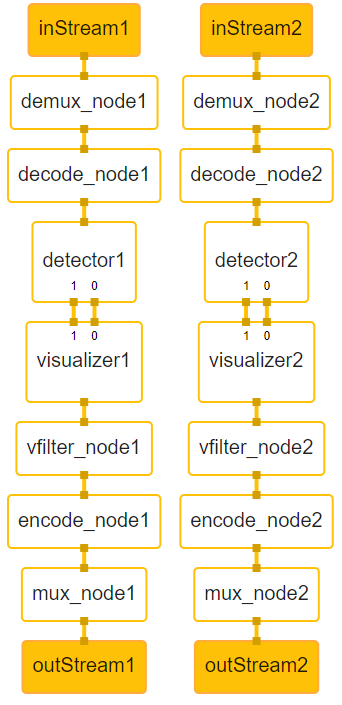 inStream1
demux_node1
decode_node1
detector1
1 0
1 0
visualizer1
vfilter_node1
encode_node1
mux_node1
outStream1
inStream2
demux_node2
decode_node2
detector2
1 0
1 0
visualizer2
vfilter_node2
encode_node2
mux_node2
outStream2